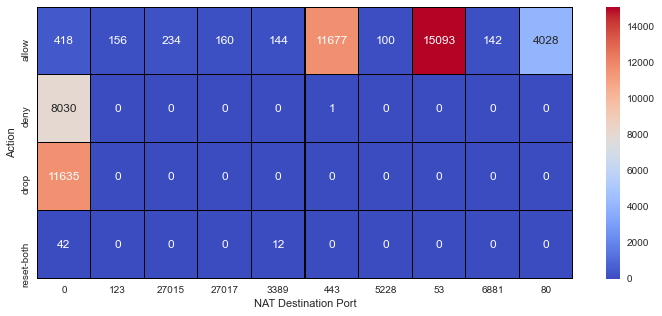 418 156 234 160 144 11677 100 15093 142 4028
8030 0 0 0 0 1 0 0 0 0
11635 0 0 0 0 0 0 0 0 0
42 0 0 0 12 0 0 0 0 0
allow
deny
drop
reset-both
Action
0 123 27015 27017 3389 443 5228 53 6881 80
NAT Destination Port
14000
12000
10000
8000
6000
4000
2000
0